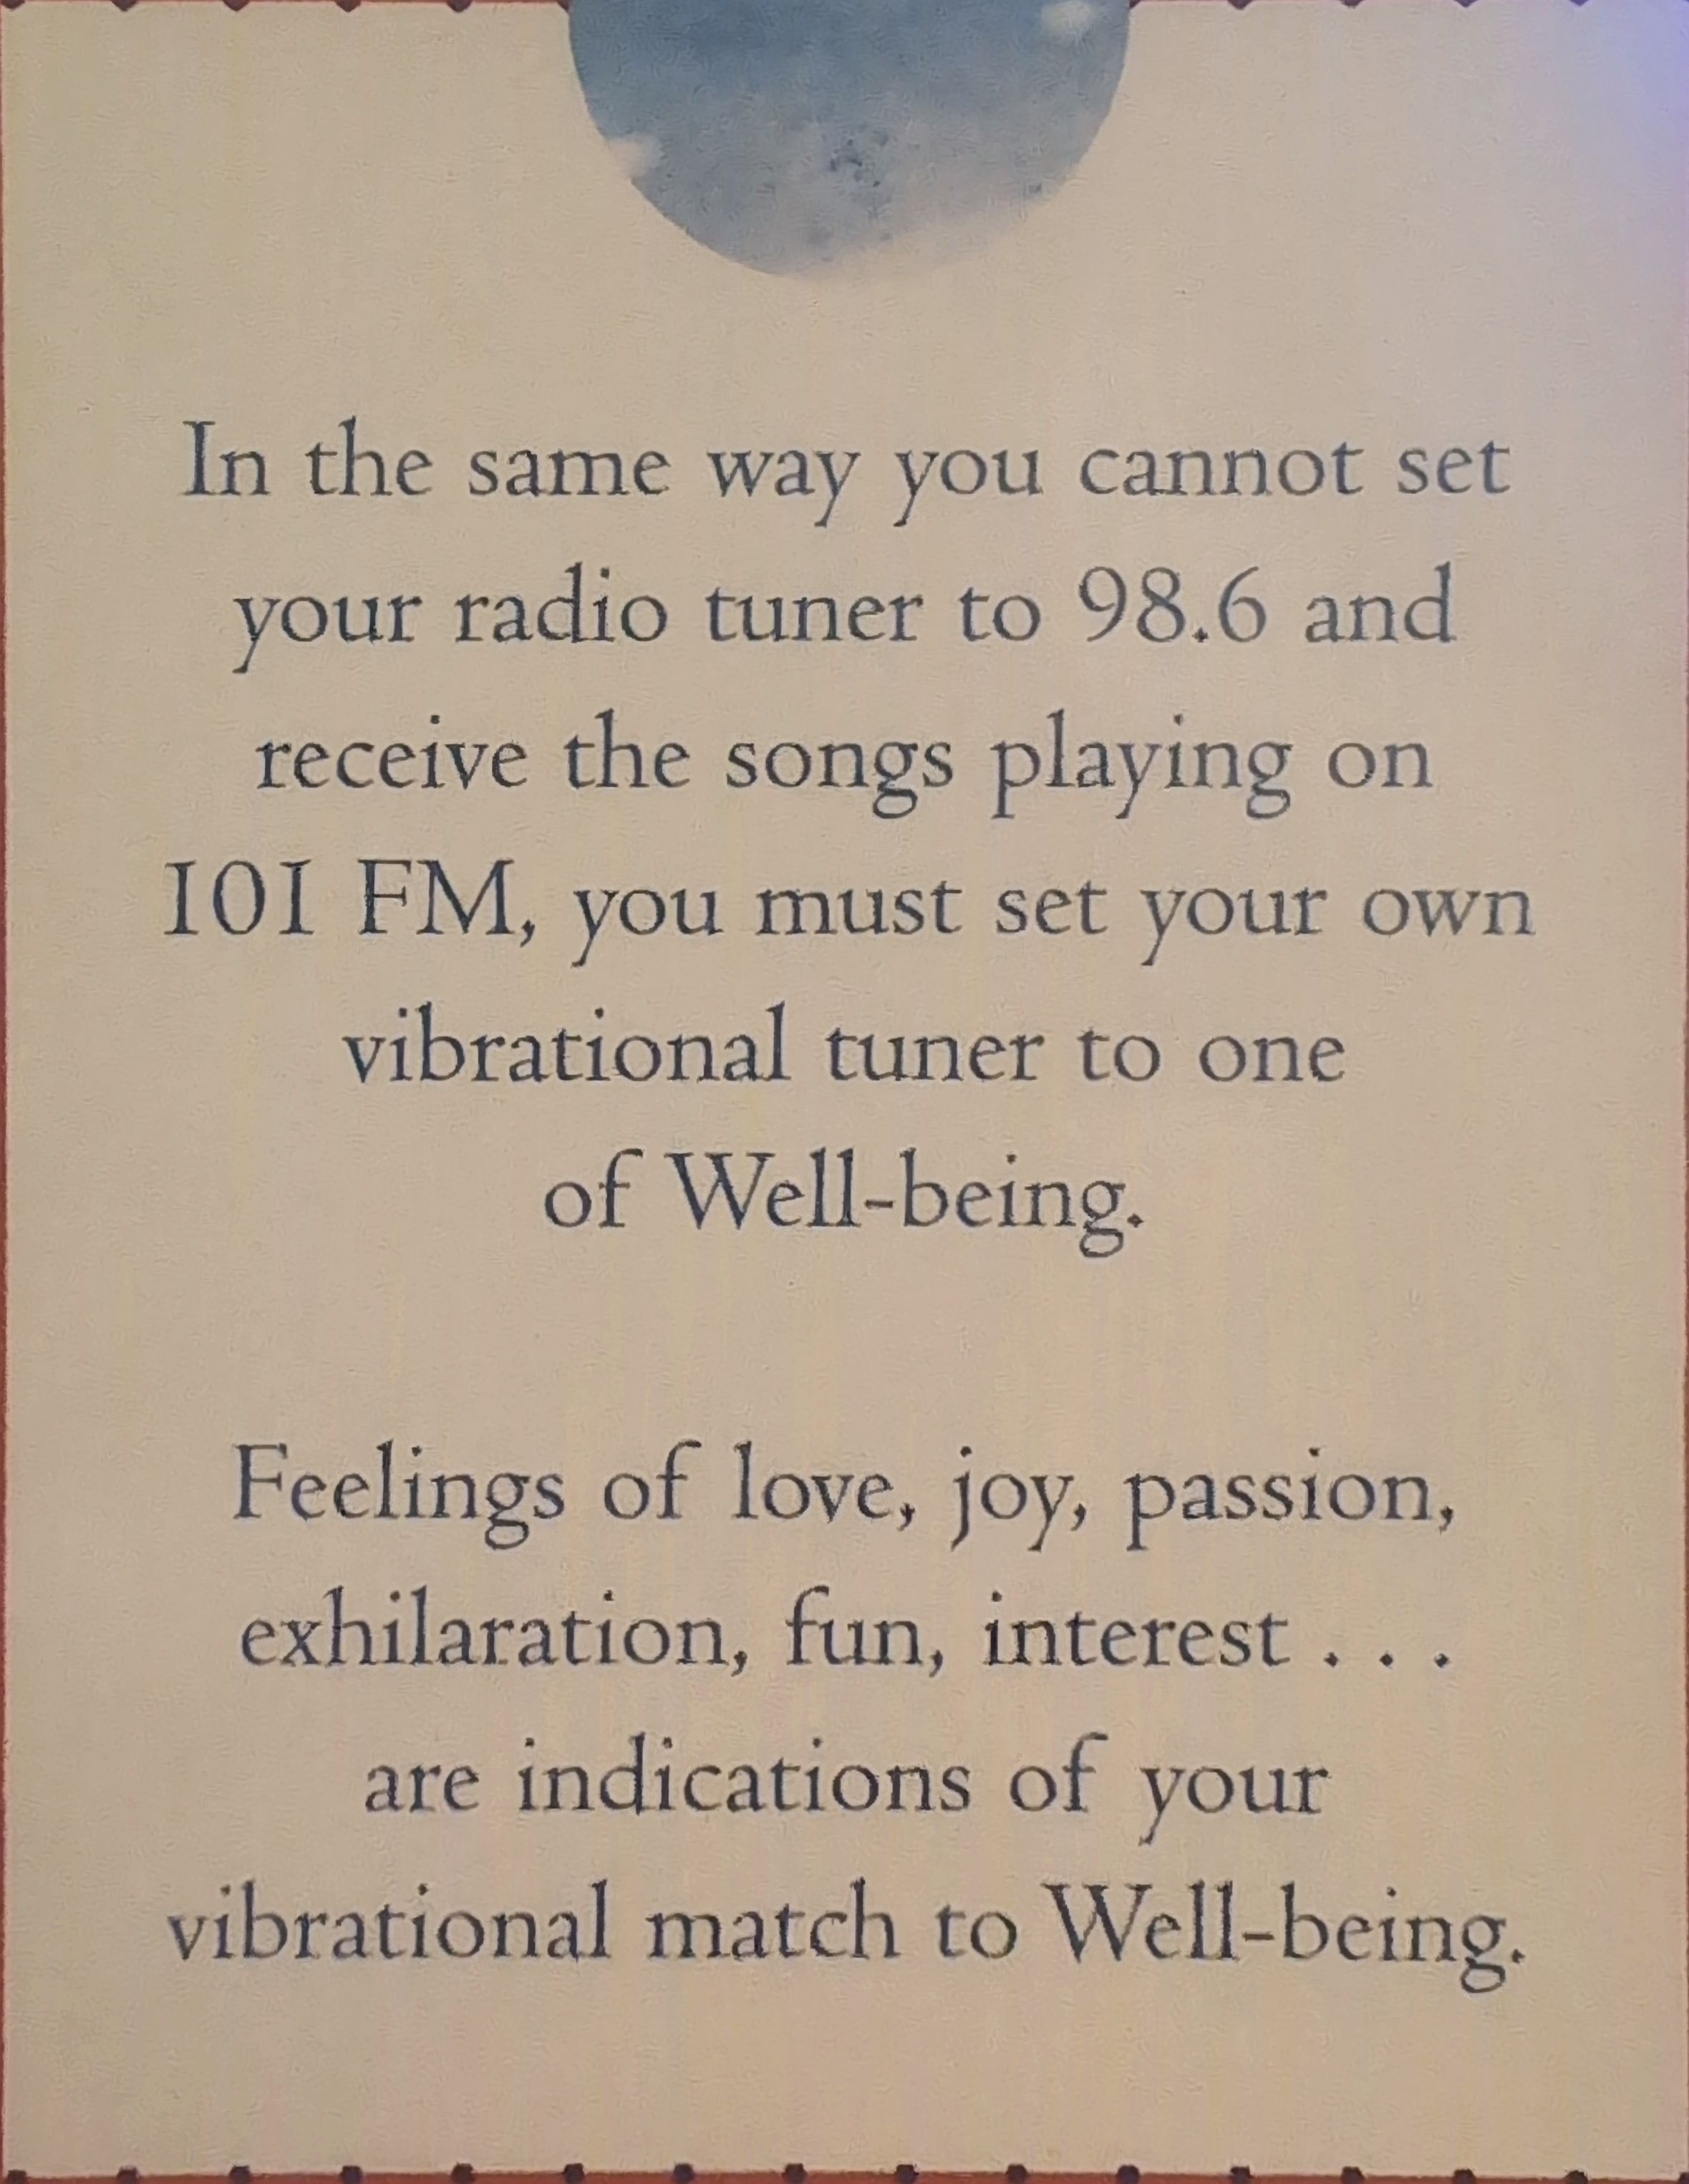 In the same way you cannot set
your radio tuner to 98.6 and
receive the songs playing on
101 FM, you must set your own
vibrational tuner to one
of Well-being.
Feelings of love, joy, passion,
exhilaration, fun, interest . . .
are indications of your
vibrational match to Well-being.